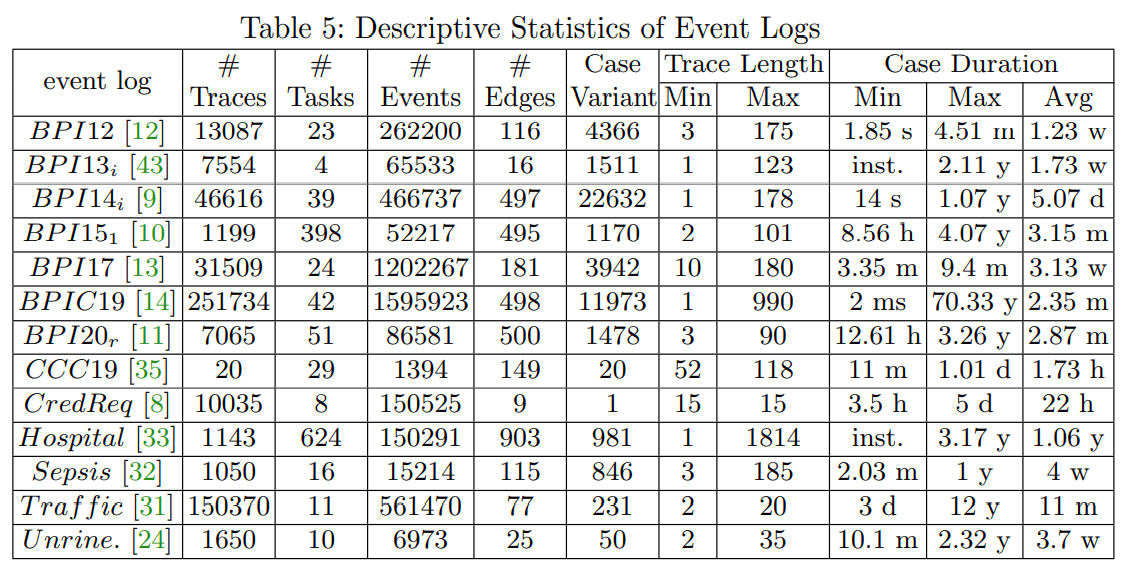 Table 5: Descriptive Statistics of Event Logs
event log # Traces # Tasks # Events # Edges Case Variant Trace Length Case Duration
Min Max Min Max Avg
BPI12 [12] 13087 23 262200 116 4366 3 175 1.85 s 4.51 m 1.23 w
BPI13i [43] 7554 4 65533 16 1511 1 123 inst. 2.11 y 1.73 w
BPI14i [9] 46616 39 466737 497 22632 1 178 14 s 1.07 y 5.07 d
BPI151 [10] 1199 398 52217 495 1170 2 101 8.56 h 4.07 y 3.15 m
BPI17 [13] 31509 24 1202267 181 3942 10 180 3.35 m 9.4 m 3.13 w
BPIC19 [14] 251734 42 1595923 498 11973 1 990 2 ms 70.33 y 2.35 m
BPI20r [11] 7065 51 86581 500 1478 3 90 12.61 h 3.26 y 2.87 m
CCC19 [35] 20 29 1394 149 20 52 118 11 m 1.01 d 1.73 h
CredReq [8] 10035 8 150525 9 1 15 15 3.5 h 5 d 22 h
Hospital [33] 1143 624 150291 903 981 1 1814 inst. 3.17 y 1.06 y
Sepsis [32] 1050 16 15214 115 846 3 185 2.03 m 1 y 4 w
Traffic [31] 150370 11 561470 77 231 2 20 3 d 12 y 11 m
Unrine. [24] 1650 10 6973 25 50 2 35 10.1 m 2.32 y 3.7 w